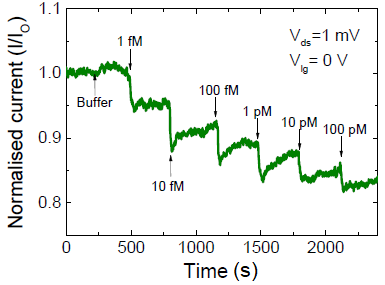 1.1
1.0
0.9
0.8
Normalised current (I/I_O)
V_ds=1 mV
V_lg= 0 V
1 fM
Buffer
10 fM
100 fM
1 pM
10 pM
100 pM
0
500
1000
1500
2000
Time (s)